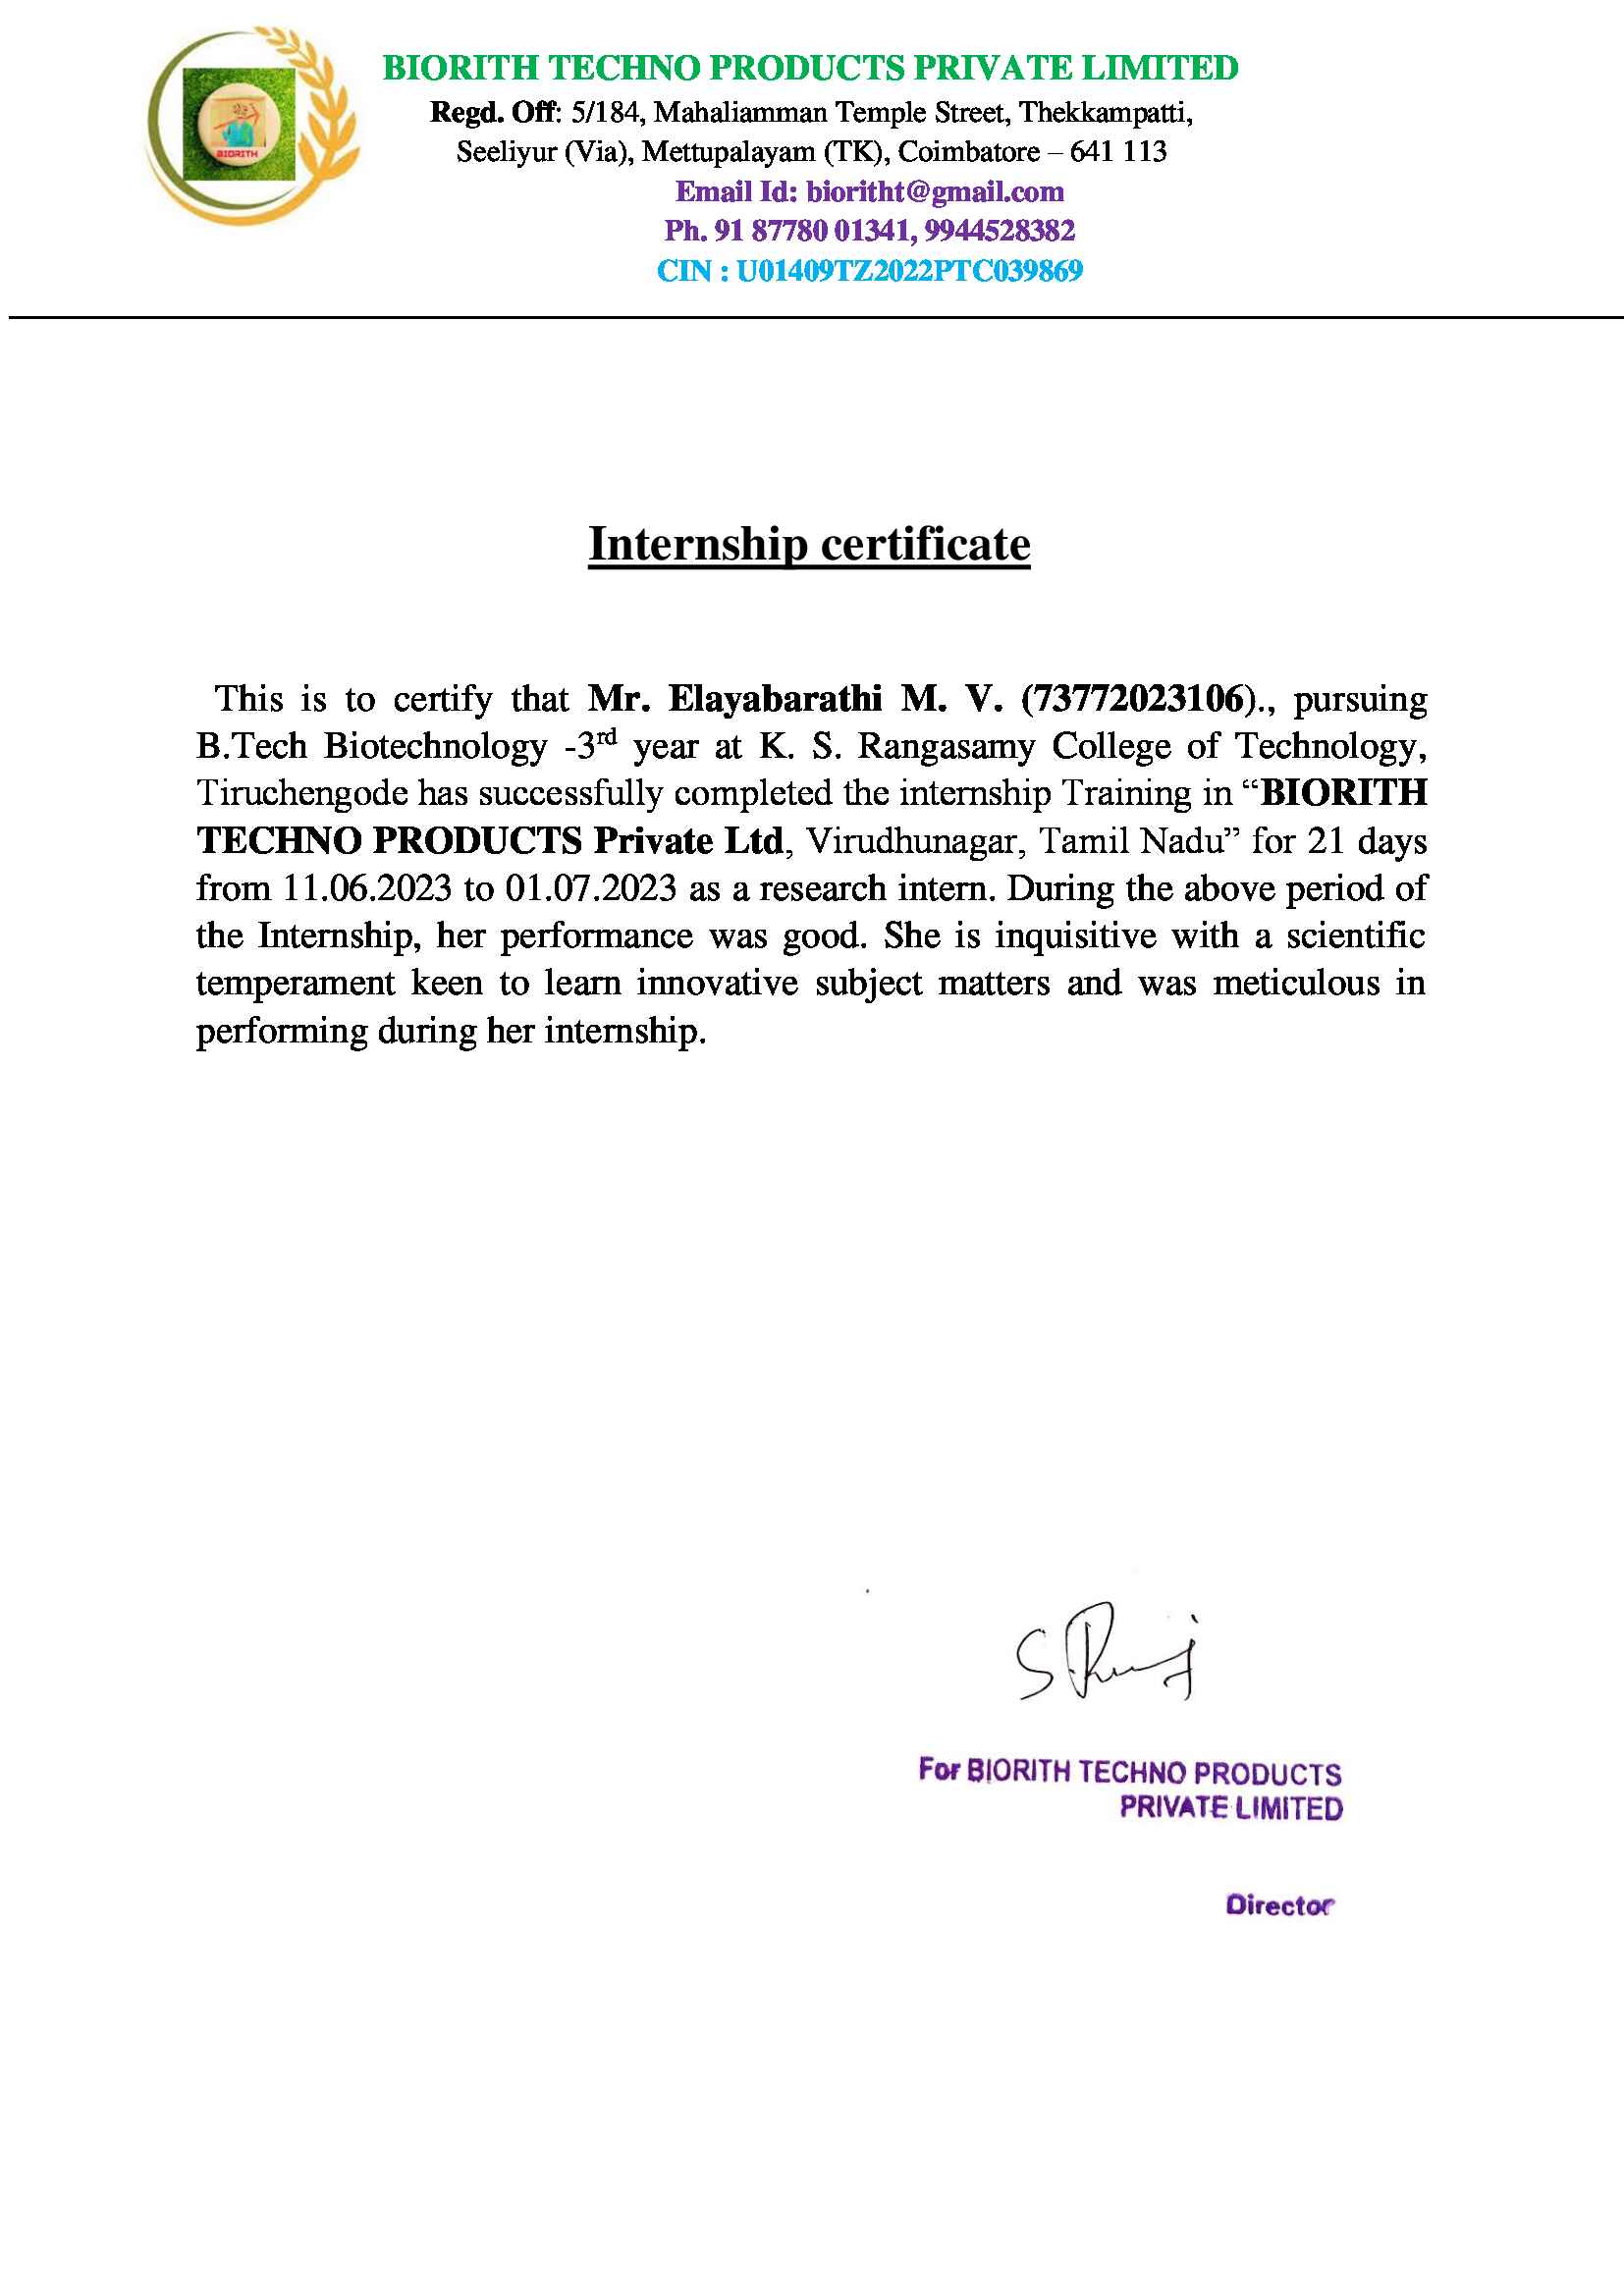 BIORITH TECHNO PRODUCTS PRIVATE LIMITED
Regd. Off: 5/184, Mahaliamman Temple Street, Thekkampatti,
Seeliyur (Via), Mettupalayam (TK), Coimbatore – 641 113
Email Id: bioritht@gmail.com
Ph. 91 87780 01341, 9944528382
CIN : U01409TZ2022PTC039869
BIORITH
Internship certificate
This is to certify that Mr. Elayabarathi M. V. (73772023106)., pursuing
B.Tech Biotechnology -3rd year at K. S. Rangasamy College of Technology,
Tiruchengode has successfully completed the internship Training in “BIORITH
TECHNO PRODUCTS Private Ltd, Virudhunagar, Tamil Nadu” for 21 days
from 11.06.2023 to 01.07.2023 as a research intern. During the above period of
the Internship, her performance was good. She is inquisitive with a scientific
temperament keen to learn innovative subject matters and was meticulous in
performing during her internship.
For BIORITH TECHNO PRODUCTS
PRIVATE LIMITED
Director